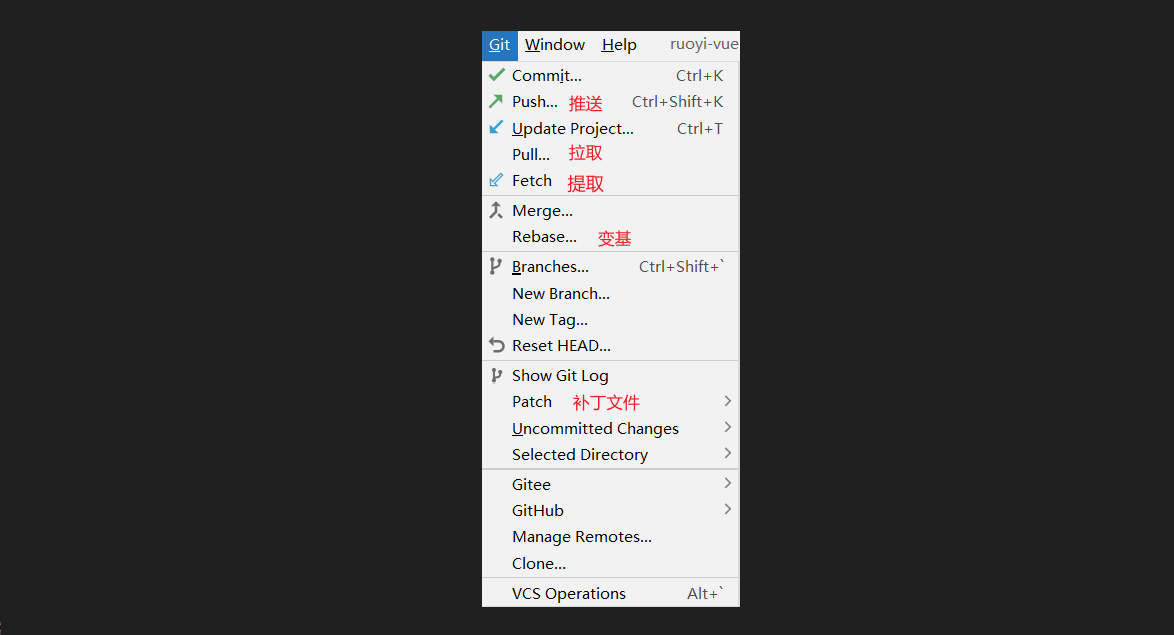 Git Window Help ruoyi-vue
Commit... Ctrl+K
Push... 推送 Ctrl+Shift+K
Update Project... Ctrl+T
Pull... 拉取
Fetch 提取
Merge...
Rebase... 变基
Branches... Ctrl+Shift+`
New Branch...
New Tag...
Reset HEAD...
Show Git Log
Patch 补丁文件
Uncommitted Changes
Selected Directory
Gitee
GitHub
Manage Remotes...
Clone...
VCS Operations Alt+`